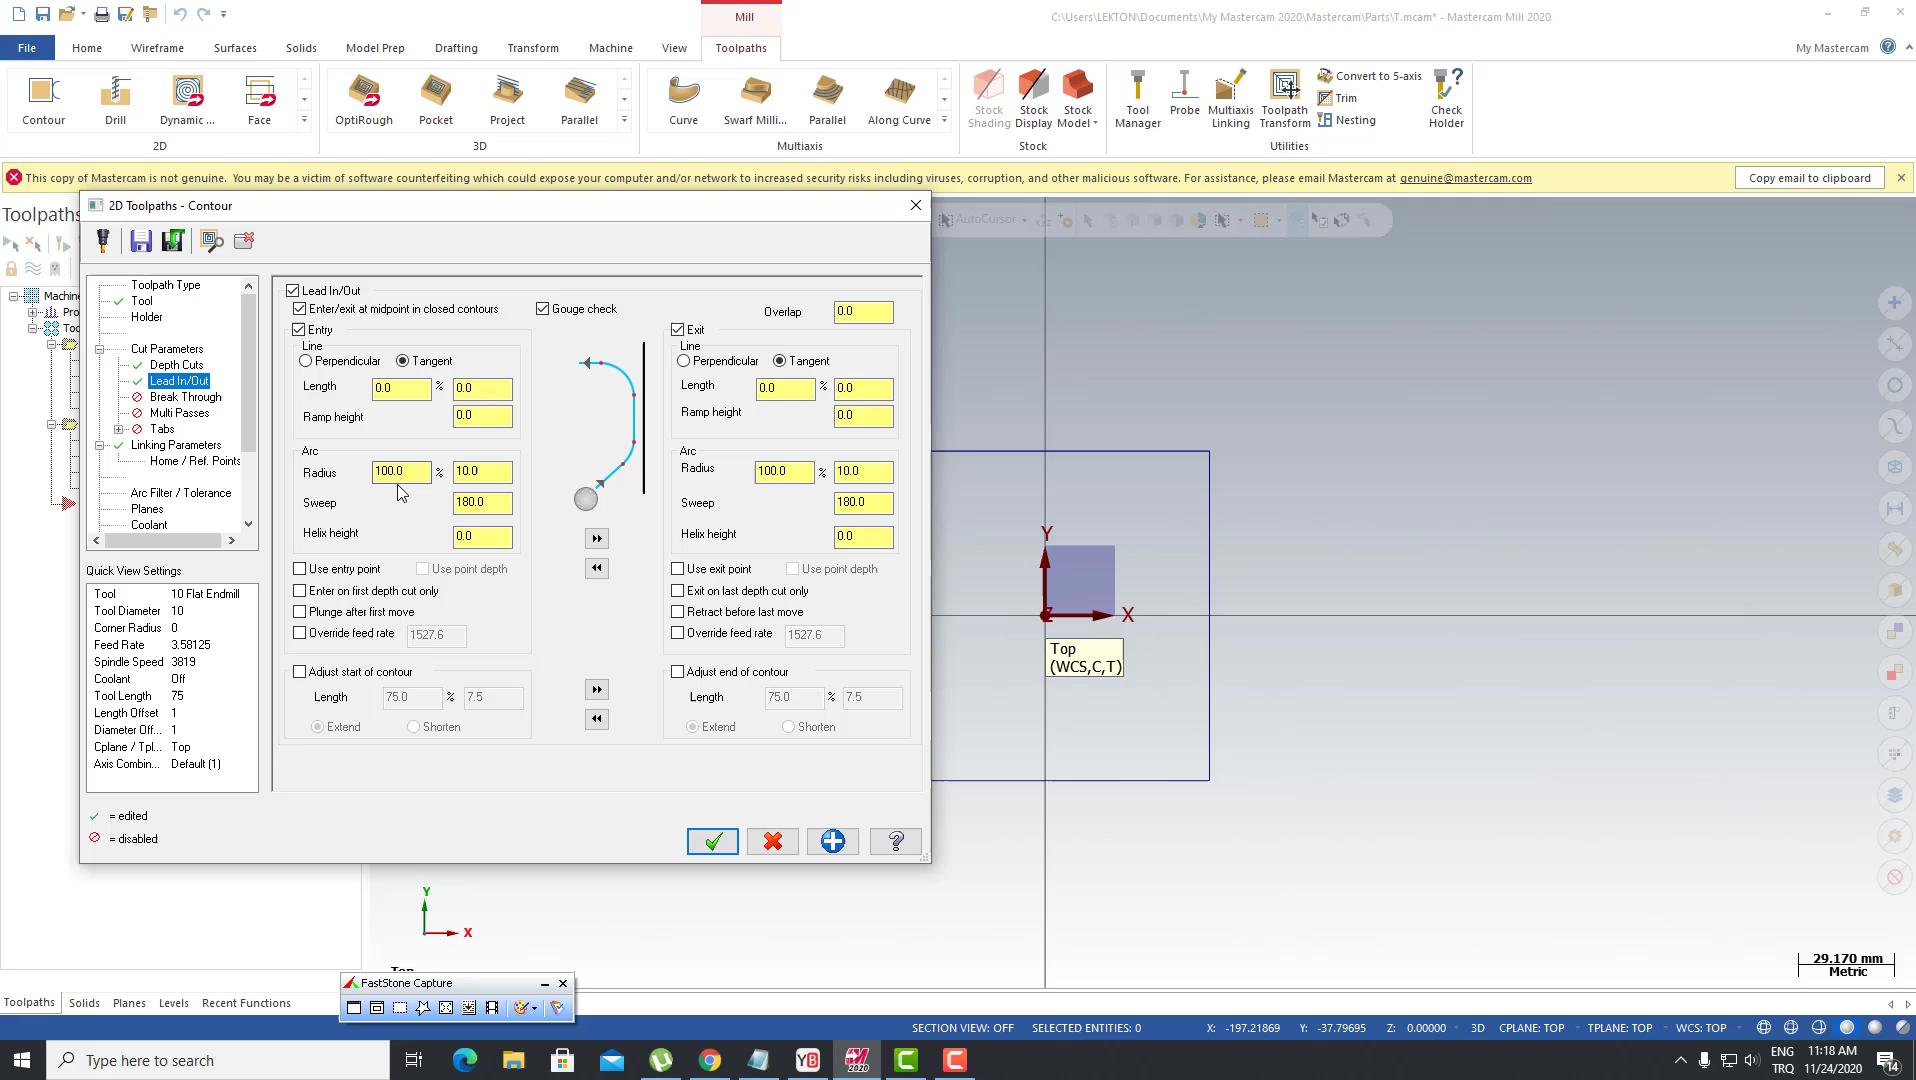 Mill
C:\Users\LEKTON\Documents\My Mastercam 2020\Mastercam\Parts\T.mcam* - Mastercam Mill 2020
File
Home
Wireframe
Surfaces
Solids
Model Prep
Drafting
Transform
Machine
View
Toolpaths
My Mastercam
Contour
Drill
Dynamic ...
Face
OptiRough
Pocket
Project
Parallel
Curve
Swarf Milli...
Parallel
Along Curve
Stock
Shading
Stock
Display
Stock
Model
Tool
Manager
Probe
Multiaxis
Linking
Toolpath
Transform
Convert to 5-axis
Trim
Nesting
Check
Holder
2D
3D
Multiaxis
Stock
Utilities
This copy of Mastercam is not genuine. You may be a victim of software counterfeiting which could expose your computer and/or network to increased security risks including viruses, corruption, and other malicious software. For assistance, please email Mastercam at genuine@mastercam.com
Copy email to clipboard
Toolpaths
AutoCursor
2D Toolpaths - Contour
Toolpath Type
Tool
Holder
Cut Parameters
Depth Cuts
Lead In/Out
Break Through
Multi Passes
Tabs
Linking Parameters
Home / Ref. Points
Arc Filter / Tolerance
Planes
Coolant
Quick View Settings
Tool 10 Flat Endmill
Tool Diameter 10
Corner Radius 0
Feed Rate 3.58125
Spindle Speed 3819
Coolant Off
Tool Length 75
Length Offset 1
Diameter Off... 1
Cplane / Tpl... Top
Axis Combin... Default (1)
= edited
= disabled
Lead In/Out
Enter/exit at midpoint in closed contours
Gouge check
Overlap 0.0
Entry
Line
Perpendicular Tangent
Length 0.0 % 0.0
Ramp height 0.0
Arc
Radius 100.0 % 10.0
Sweep 180.0
Helix height 0.0
Use entry point Use point depth
Enter on first depth cut only
Plunge after first move
Override feed rate 1527.6
Adjust start of contour
Length 75.0 % 7.5
Extend Shorten
Exit
Line
Perpendicular Tangent
Length 0.0 % 0.0
Ramp height 0.0
Arc
Radius 100.0 % 10.0
Sweep 180.0
Helix height 0.0
Use exit point Use point depth
Exit on last depth cut only
Retract before last move
Override feed rate 1527.6
Adjust end of contour
Length 75.0 % 7.5
Extend Shorten
Y
X
Z
Top
(WCS,C,T)
Y
X
29.170 mm
Metric
FastStone Capture
Toolpaths
Solids
Planes
Levels
Recent Functions
SECTION VIEW: OFF
SELECTED ENTITIES: 0
X: -197.21869
Y: -37.79695
Z: 0.00000
3D
CPLANE: TOP
TPLANE: TOP
WCS: TOP
Type here to search
YB
2020
ENG
TRQ
11:18 AM
11/24/2020
14